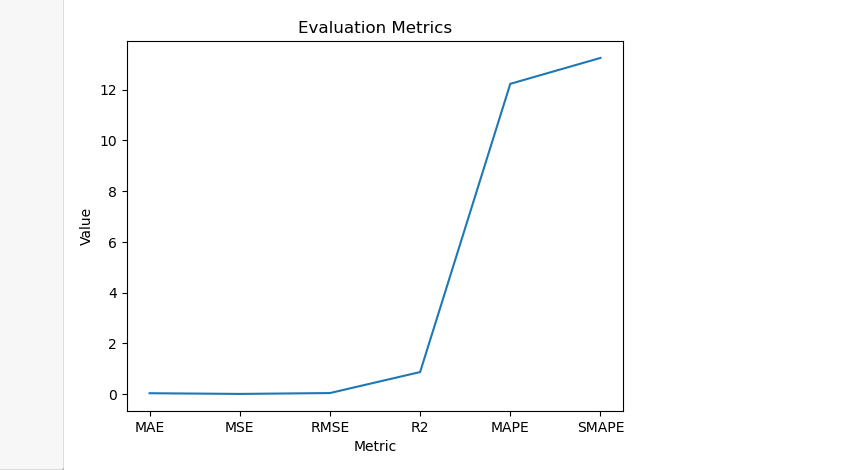 Evaluation Metrics
12
10
8
6
4
2
0
Value
MAE MSE RMSE R2 MAPE SMAPE
Metric